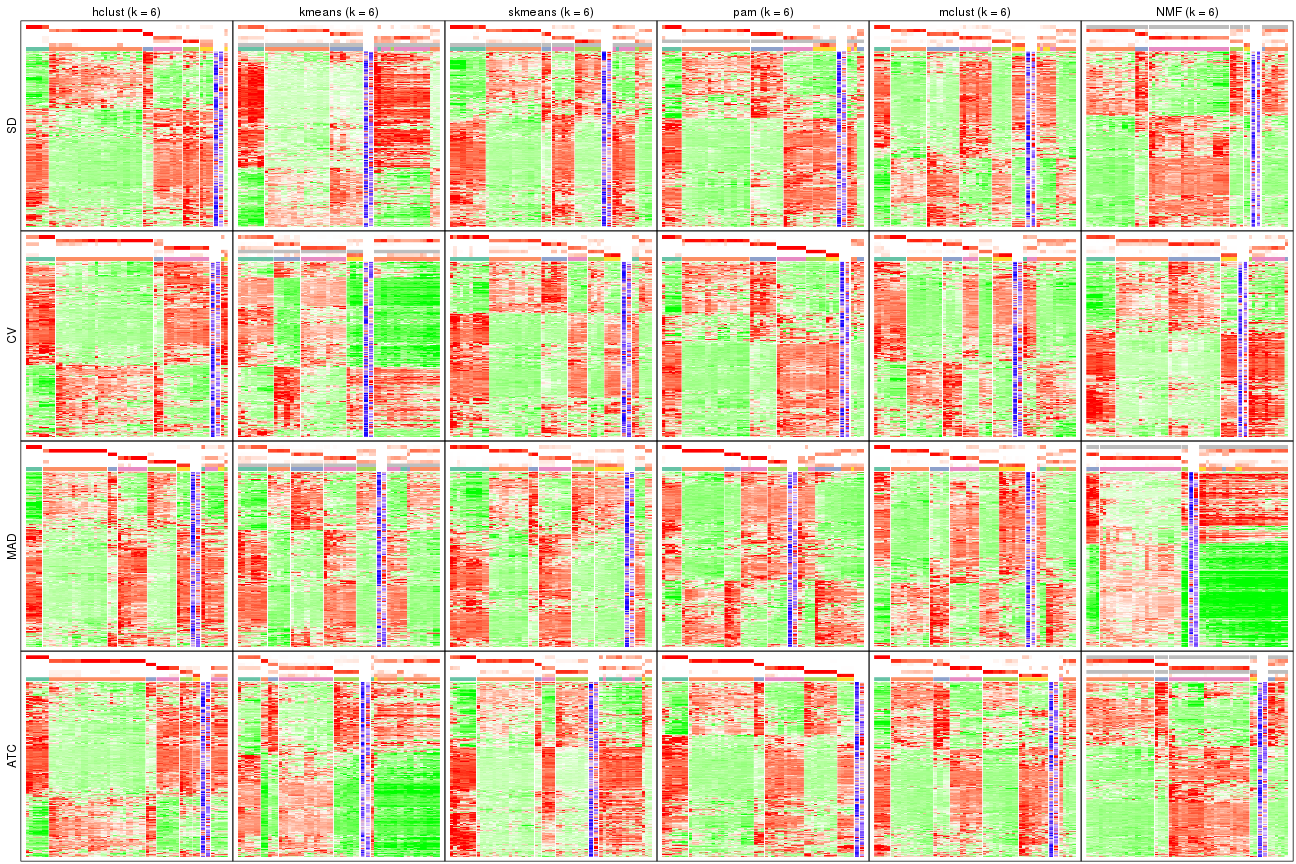 hclust (k = 6) kmeans (k = 6) skmeans (k = 6) pam (k = 6) mclust (k = 6) NMF (k = 6)
SD
CV
MAD
ATC